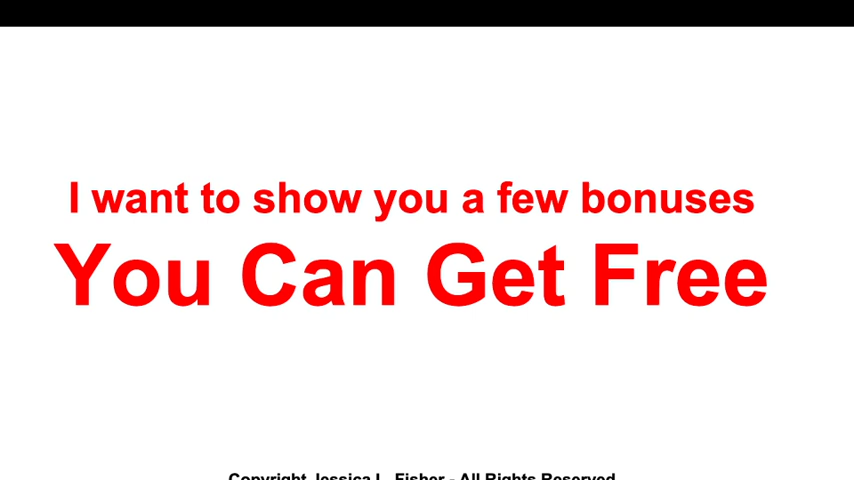 I want to show you a few bonuses
You Can Get Free
Copyright Jessica L. Fisher - All Rights Reserved